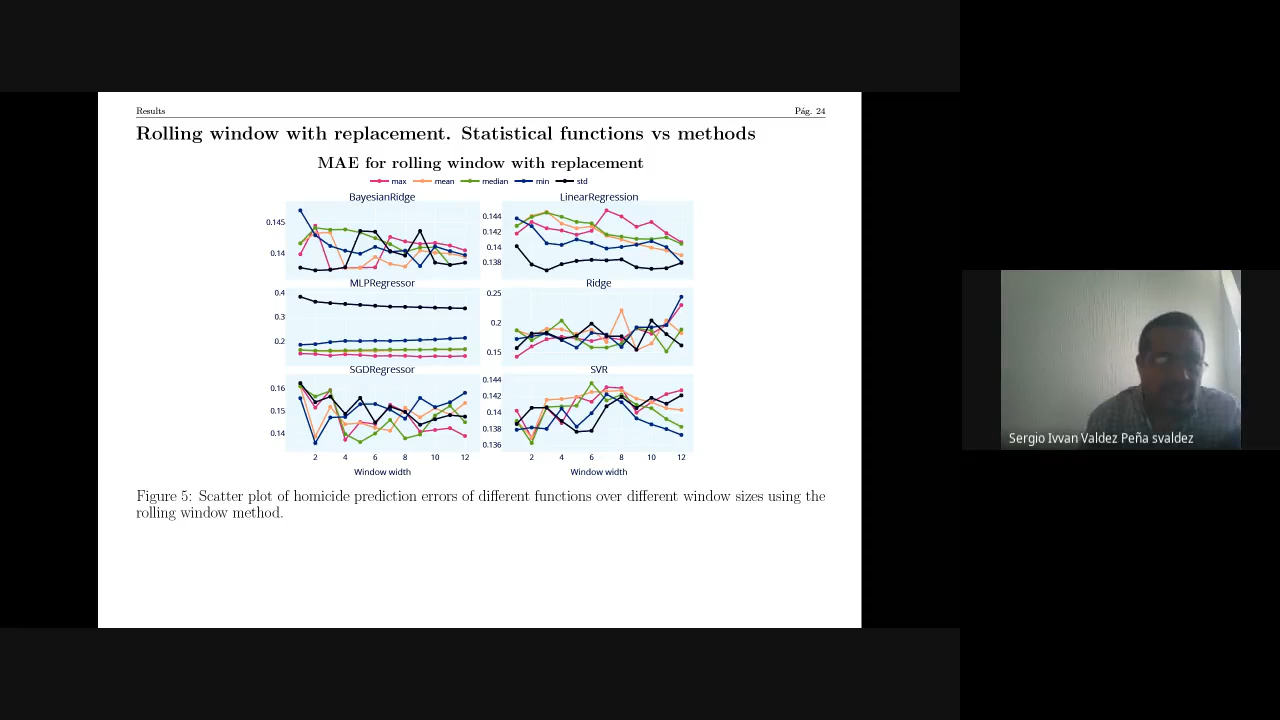 Results Pág. 24
Rolling window with replacement. Statistical functions vs methods
MAE for rolling window with replacement
max mean median min std
BayesianRidge LinearRegression
0.145
0.14
0.144
0.142
0.14
0.138
MLPRegressor Ridge
0.4
0.3
0.2
0.25
0.2
0.15
SGDRegressor SVR
0.16
0.15
0.14
0.144
0.142
0.14
0.138
0.136
2 4 6 8 10 12 2 4 6 8 10 12
Window width Window width
Figure 5: Scatter plot of homicide prediction errors of different functions over different window sizes using the
rolling window method.
Sergio Ivvan Valdez Peña svaldez